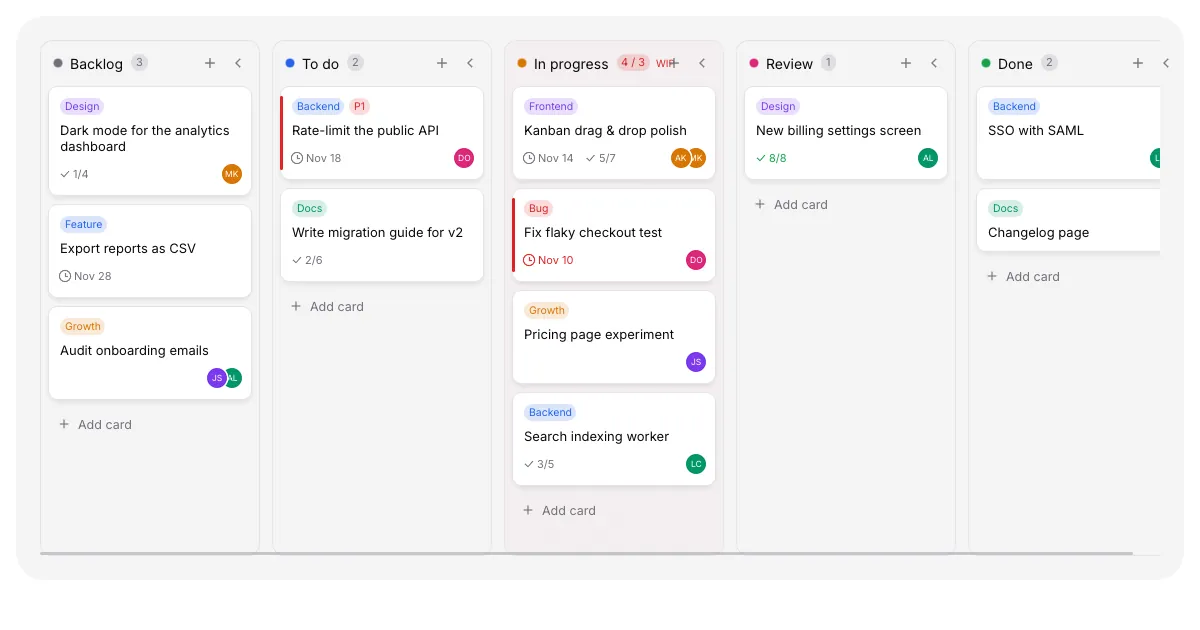 Backlog 3
Design
Dark mode for the analytics
dashboard
1/4
MK
Feature
Export reports as CSV
Nov 28
Growth
Audit onboarding emails
JS AL
Add card
To do 2
Backend P1
Rate-limit the public API
Nov 18
DO
Docs
Write migration guide for v2
2/6
Add card
In progress 4 / 3 WIP
Frontend
Kanban drag & drop polish
Nov 14 5/7
AK MK
Bug
Fix flaky checkout test
Nov 10
DO
Growth
Pricing page experiment
JS
Backend
Search indexing worker
3/5
LC
Add card
Review 1
Design
New billing settings screen
8/8
AL
Add card
Done 2
Backend
SSO with SAML
Docs
Changelog page
Add card